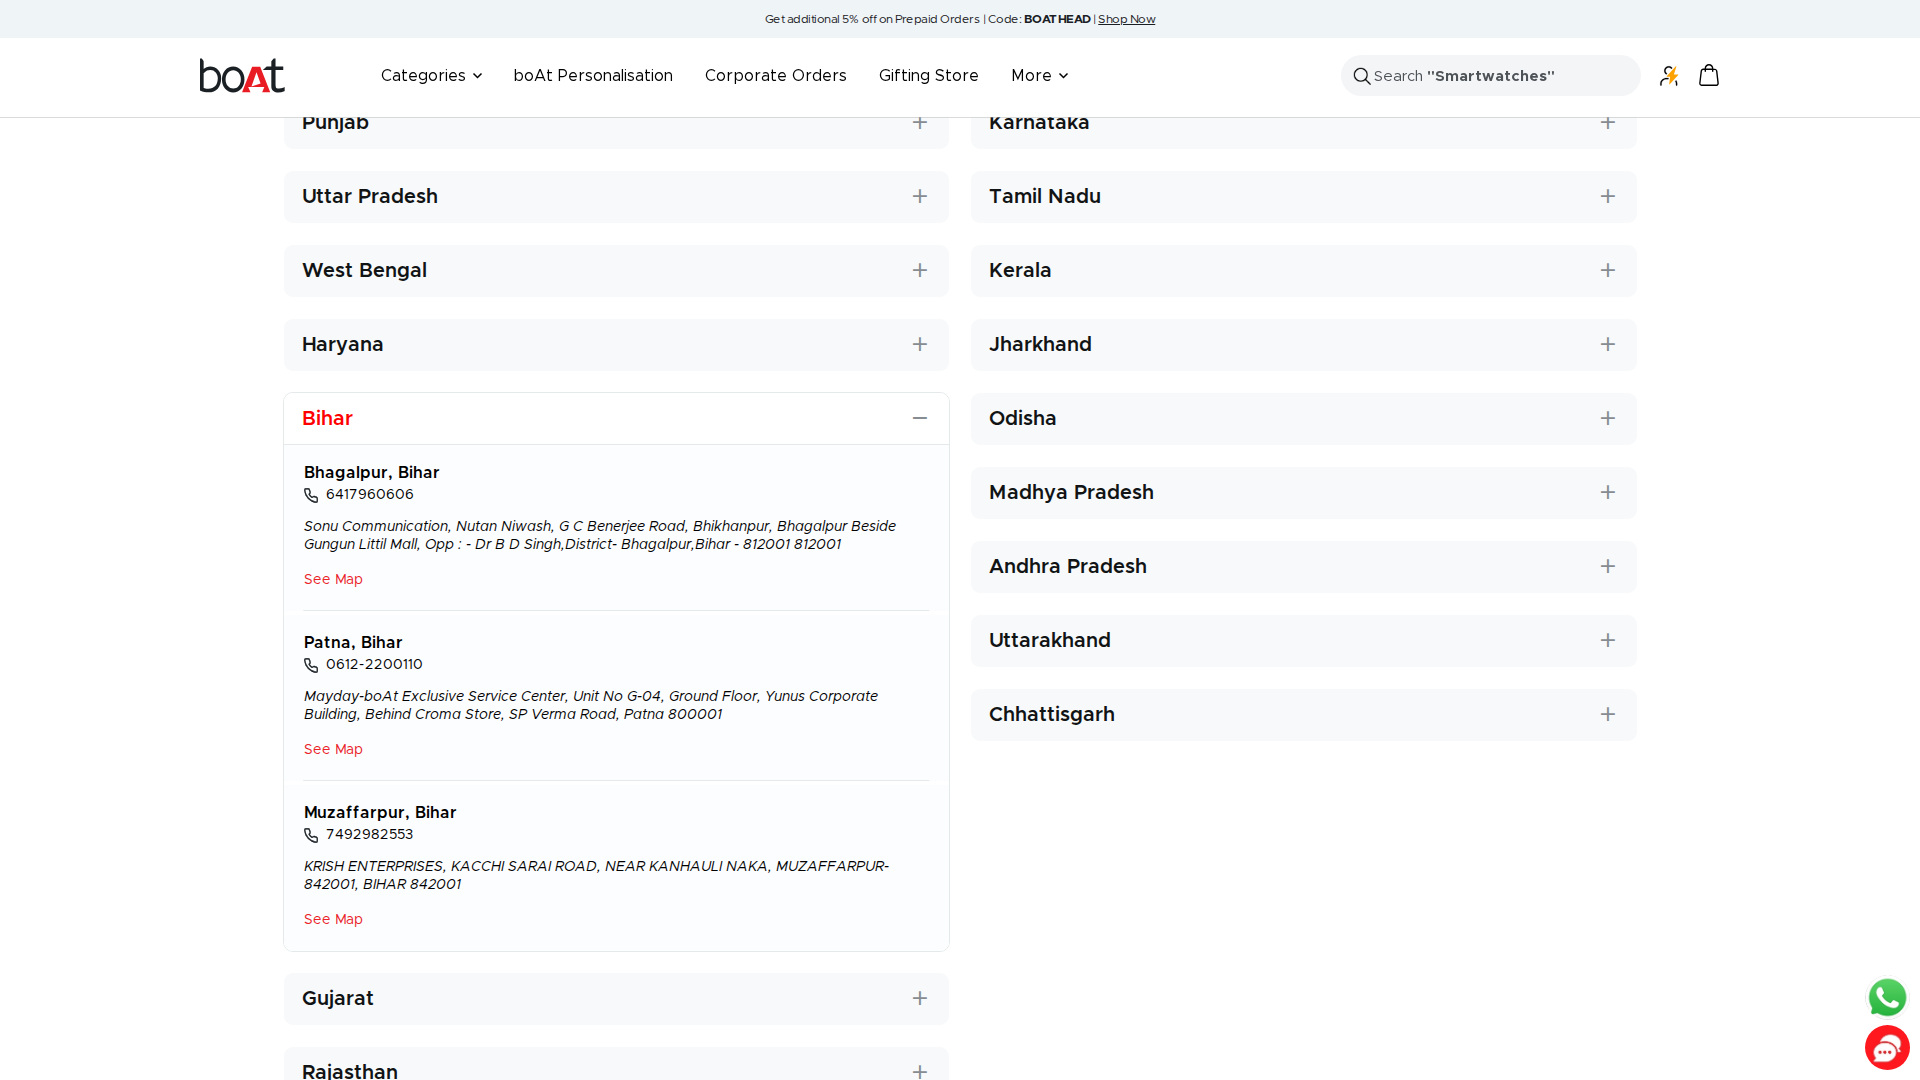 Get additional 5% off on Prepaid Orders | Code: BOATHEAD | Shop Now
boAt
Categories
boAt Personalisation
Corporate Orders
Gifting Store
More
Search "Smartwatches"
Punjab
Karnataka
Uttar Pradesh
Tamil Nadu
West Bengal
Kerala
Haryana
Jharkhand
Bihar
Odisha
Bhagalpur, Bihar
6417960606
Sonu Communication, Nutan Niwash, G C Benerjee Road, Bhikhanpur, Bhagalpur Beside
Gungun Littil Mall, Opp : - Dr B D Singh,District- Bhagalpur,Bihar - 812001 812001
See Map
Patna, Bihar
0612-2200110
Mayday-boAt Exclusive Service Center, Unit No G-04, Ground Floor, Yunus Corporate
Building, Behind Croma Store, SP Verma Road, Patna 800001
See Map
Muzaffarpur, Bihar
7492982553
KRISH ENTERPRISES, KACCHI SARAI ROAD, NEAR KANHAULI NAKA, MUZAFFARPUR-
842001, BIHAR 842001
See Map
Madhya Pradesh
Andhra Pradesh
Uttarakhand
Chhattisgarh
Gujarat
Rajasthan